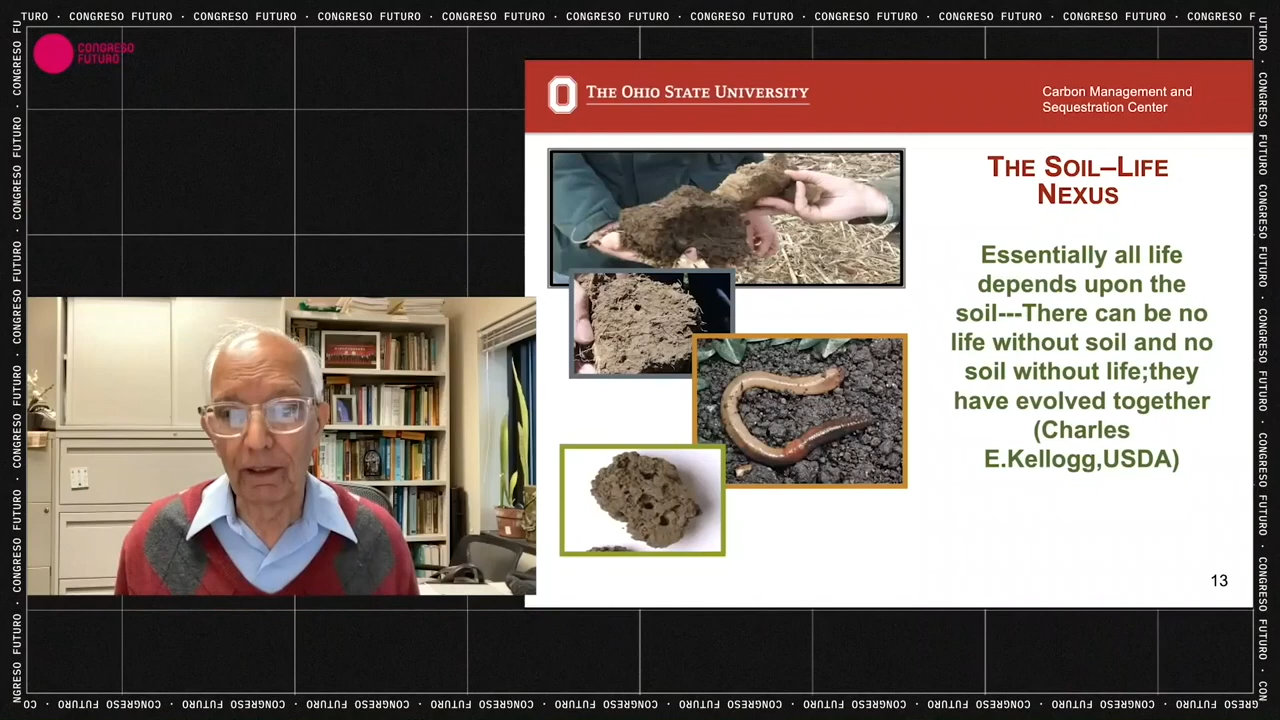 TURO · CONGRESO FUTURO · CONGRESO FUTURO · CONGRESO FUTURO · CONGRESO FUTURO · CONGRESO FUTURO · CONGRESO FUTURO · CONGRESO FUTURO · CONGRESO FUTURO · CONGRESO FUTURO · CONGRESO FUTURO · CONGRESO F
CONGRESO
FUTURO
THE OHIO STATE UNIVERSITY
Carbon Management and
Sequestration Center
THE SOIL–LIFE
NEXUS
Essentially all life
depends upon the
soil---There can be no
life without soil and no
soil without life;they
have evolved together
(Charles
E.Kellogg,USDA)
13